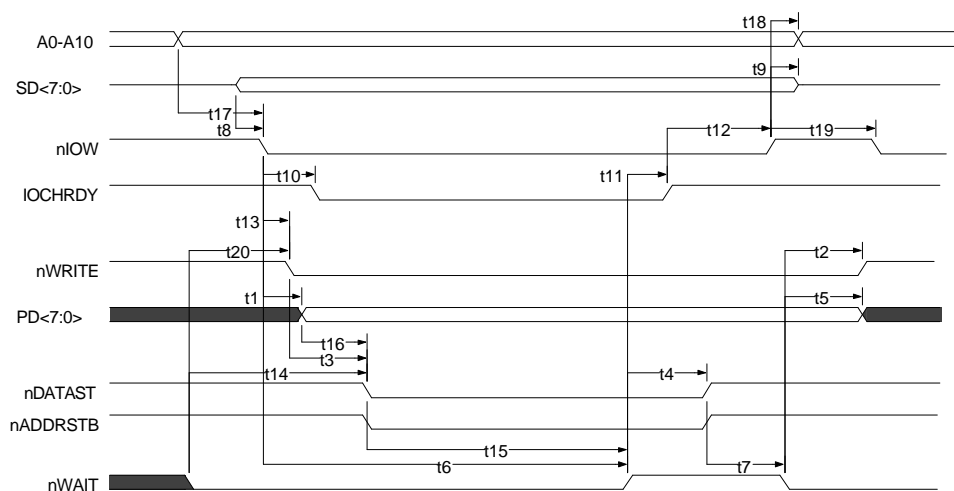 t18
A0-A10
t9
SD<7:0>
t17
t8
t12
t19
nIOW
t10
t11
IOCHRDY
t13
t20
t2
nWRITE
t1
t5
PD<7:0>
t16
t3
t14
t4
nDATAST
nADDRSTB
t15
t6
t7
nWAIT